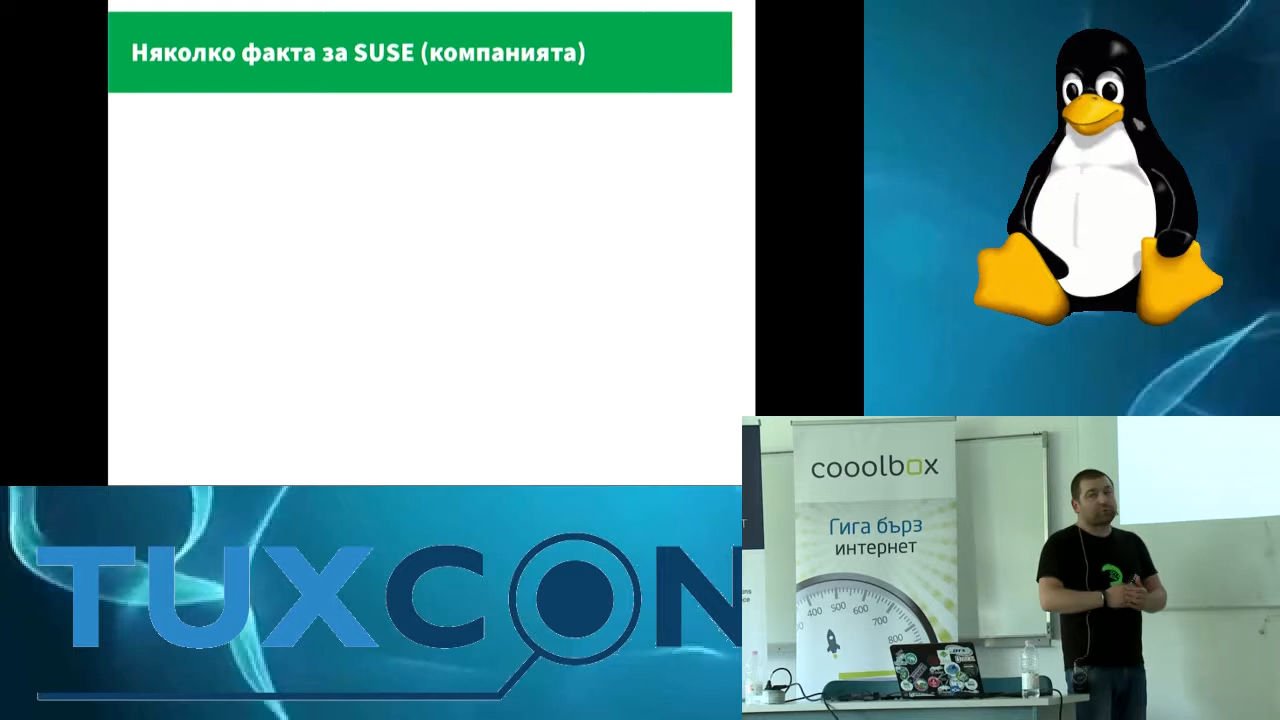 Няколко факта за SUSE (компанията)
TUXCON
cooolbox
Гига бърз
интернет
400 500 600
700
800